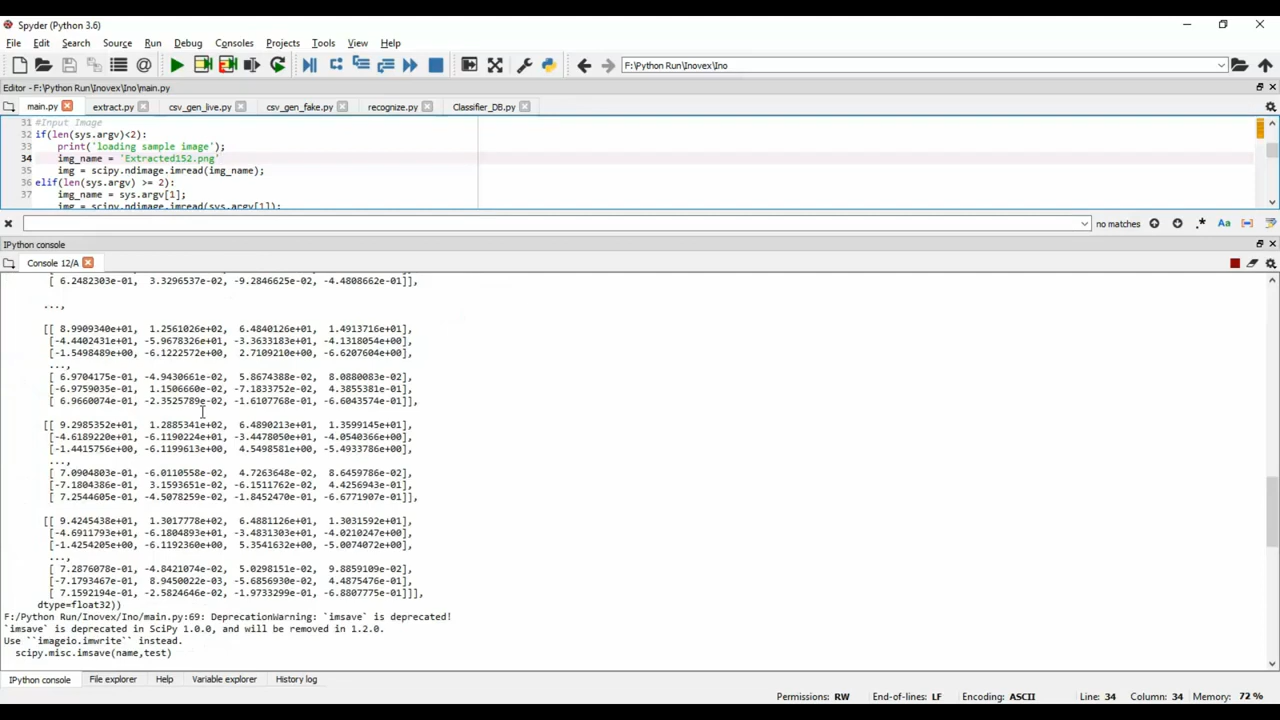 Spyder (Python 3.6)
File Edit Search Source Run Debug Consoles Projects Tools View Help
F:\Python Run\Inovex\Ino
Editor - F:\Python Run\Inovex\Ino\main.py
main.py extract.py csv_gen_live.py csv_gen_fake.py recognize.py Classifier_DB.py
31 #Input Image
32 if(len(sys.argv)<2):
33 print('loading sample image');
34 img_name = 'Extracted152.png'
35 img = scipy.ndimage.imread(img_name);
36 elif(len(sys.argv) >= 2):
37 img_name = sys.argv[1];
img = scipy.ndimage.imread(sys.argv[1]);
no matches
Aa
IPython console
Console 12/A
[ 6.2482303e-01, 3.3296537e-02, -9.2846625e-02, -4.4808662e-01]],
...,
[[ 8.9909340e+01, 1.2561026e+02, 6.4840126e+01, 1.4913716e+01],
[-4.4402431e+01, -5.9678326e+01, -3.3633183e+01, -4.1318054e+00],
[-1.5498489e+00, -6.1222572e+00, 2.7109210e+00, -6.6207604e+00],
...,
[ 6.9704175e-01, -4.9430661e-02, 5.8674388e-02, 8.0880083e-02],
[-6.9759035e-01, 1.1506660e-02, -7.1833752e-02, 4.3855381e-01],
[ 6.9660074e-01, -2.3525789e-02, -1.6107768e-01, -6.6043574e-01]],
[[ 9.2985352e+01, 1.2885341e+02, 6.4890213e+01, 1.3599145e+01],
[-4.6189220e+01, -6.1190224e+01, -3.4478050e+01, -4.0540366e+00],
[-1.4415756e+00, -6.1199613e+00, 4.5498581e+00, -5.4933786e+00],
...,
[ 7.0904803e-01, -6.0110558e-02, 4.7263648e-02, 8.6459786e-02],
[-7.1804386e-01, 3.1593651e-02, -6.1511762e-02, 4.4256943e-01],
[ 7.2544605e-01, -4.5078259e-02, -1.8452470e-01, -6.6771907e-01]],
[[ 9.4245438e+01, 1.3017778e+02, 6.4881126e+01, 1.3031592e+01],
[-4.6911793e+01, -6.1804893e+01, -3.4831303e+01, -4.0210247e+00],
[-1.4254205e+00, -6.1192360e+00, 5.3541632e+00, -5.0074072e+00],
...,
[ 7.2876078e-01, -4.8421074e-02, 5.0298151e-02, 9.8859109e-02],
[-7.1793467e-01, 8.9450022e-03, -5.6856930e-02, 4.4875476e-01],
[ 7.1592194e-01, -2.5824646e-02, -1.9733299e-01, -6.8807775e-01]]],
dtype=float32))
F:/Python Run/Inovex/Ino/main.py:69: DeprecationWarning: `imsave` is deprecated!
`imsave` is deprecated in SciPy 1.0.0, and will be removed in 1.2.0.
Use ``imageio.imwrite`` instead.
scipy.misc.imsave(name,test)
IPython console File explorer Help Variable explorer History log
Permissions: RW End-of-lines: LF Encoding: ASCII Line: 34 Column: 34 Memory: 72 %